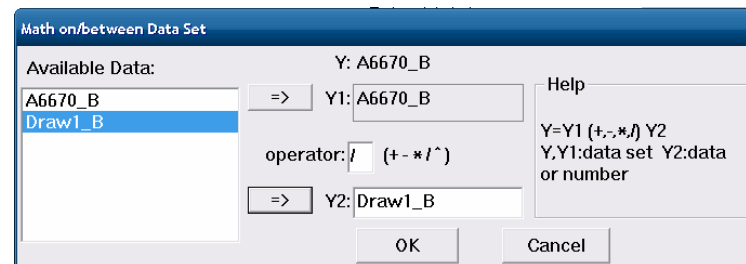 Math on/between Data Set
Available Data:
A6670_B
Draw1_B
Y: A6670_B
=> Y1: A6670_B
operator: / (+ - * / ^ )
=> Y2: Draw1_B
Help
Y=Y1 (+,-,*,/) Y2
Y,Y1:data set Y2:data
or number
OK Cancel